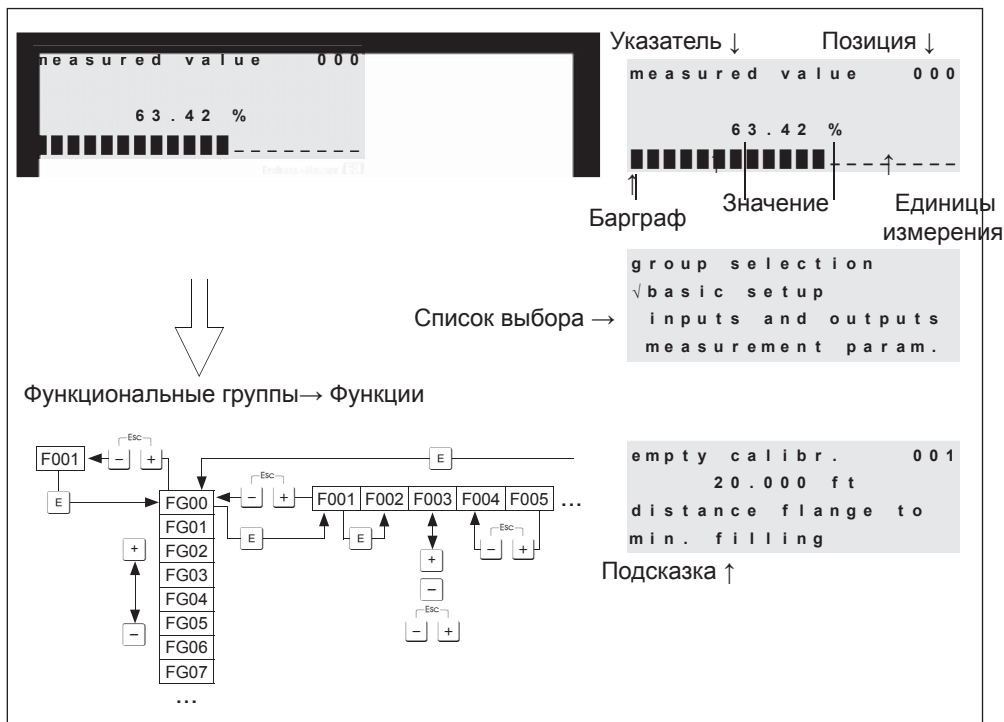 measured value 000
63.42 %
Endress+Hauser
Указатель ↓ Позиция ↓
measured value 000
63.42 %
Барграф
Значение
Единицы
измерения
group selection
√basic setup
inputs and outputs
measurement param.
Список выбора →
Функциональные группы→ Функции
empty calibr. 001
20.000 ft
distance flange to
min. filling
Подсказка ↑
Esc
F001 – +
E
E
FG00
Esc
– +
F001 F002 F003 F004 F005 ...
FG01
E
E
Esc
– +
+
FG02
FG03
+
–
FG04
Esc
– +
–
FG05
FG06
FG07
...